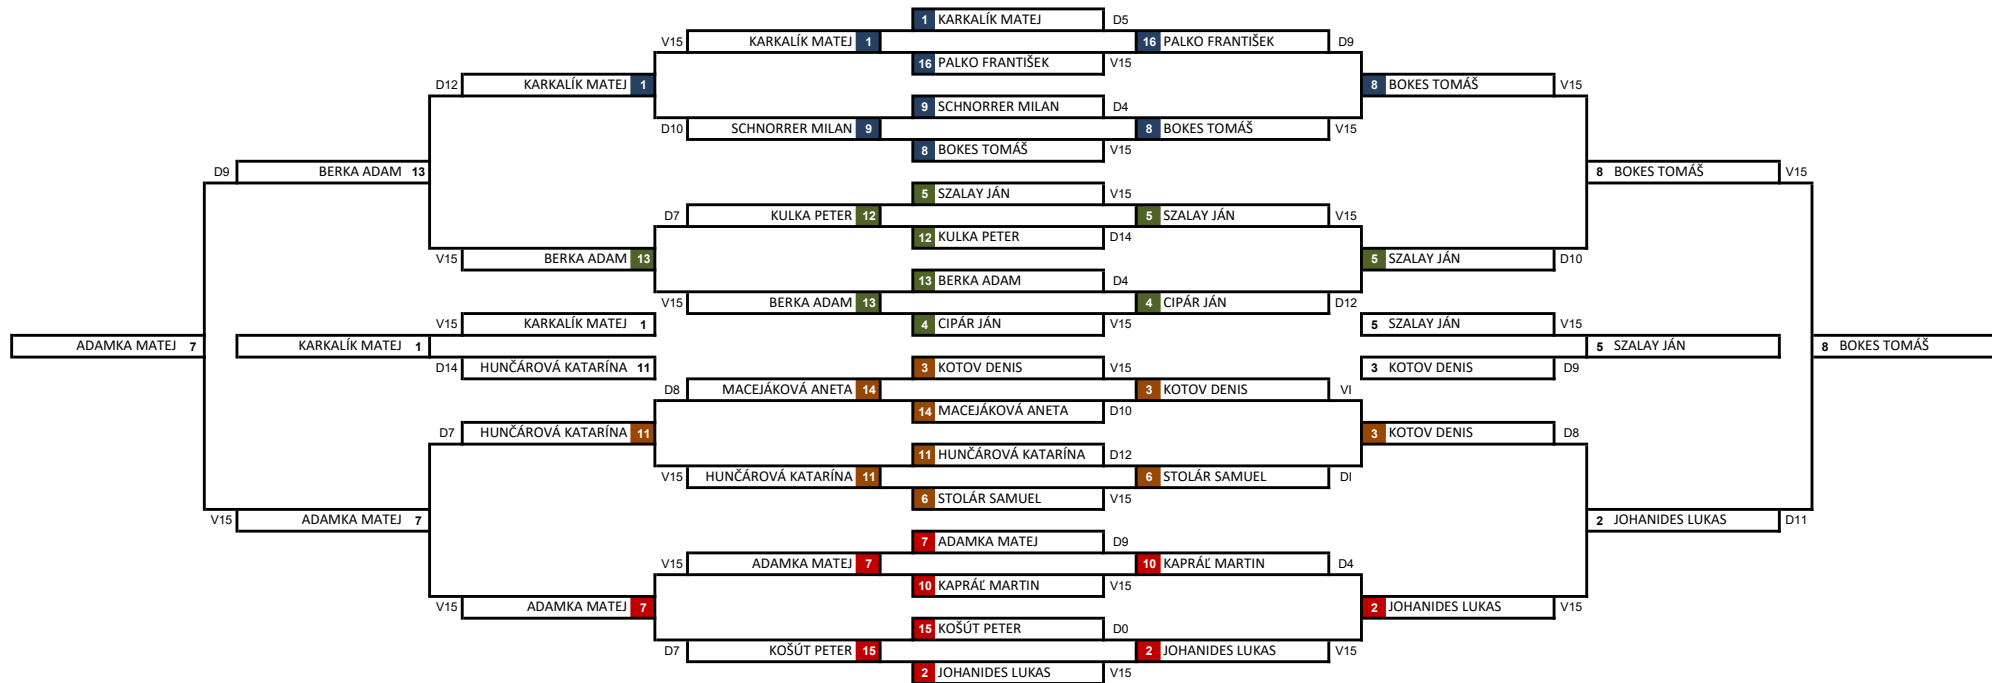 1 KARKALÍK MATEJ D5
V15 KARKALÍK MATEJ 1 16 PALKO FRANTIŠEK D9
16 PALKO FRANTIŠEK V15
D12 KARKALÍK MATEJ 1 8 BOKES TOMÁŠ V15
9 SCHNORRER MILAN D4
D10 SCHNORRER MILAN 9 8 BOKES TOMÁŠ V15
8 BOKES TOMÁŠ V15
D9 BERKA ADAM 13 8 BOKES TOMÁŠ V15
5 SZALAY JÁN V15
D7 KULKA PETER 12 5 SZALAY JÁN V15
12 KULKA PETER D14
V15 BERKA ADAM 13 5 SZALAY JÁN D10
13 BERKA ADAM D4
V15 BERKA ADAM 13 4 CIPÁR JÁN D12
V15 KARKALÍK MATEJ 1 4 CIPÁR JÁN V15 5 SZALAY JÁN V15
ADAMKA MATEJ 7 KARKALÍK MATEJ 1 5 SZALAY JÁN 8 BOKES TOMÁŠ
D14 HUNČÁROVÁ KATARÍNA 11 3 KOTOV DENIS V15 3 KOTOV DENIS D9
D8 MACEJÁKOVÁ ANETA 14 3 KOTOV DENIS VI
14 MACEJÁKOVÁ ANETA D10
D7 HUNČÁROVÁ KATARÍNA 11 3 KOTOV DENIS D8
11 HUNČÁROVÁ KATARÍNA D12
V15 HUNČÁROVÁ KATARÍNA 11 6 STOLÁR SAMUEL DI
6 STOLÁR SAMUEL V15
V15 ADAMKA MATEJ 7 2 JOHANIDES LUKAS D11
7 ADAMKA MATEJ D9
V15 ADAMKA MATEJ 7 10 KAPRÁĽ MARTIN D4
10 KAPRÁĽ MARTIN V15
V15 ADAMKA MATEJ 7 2 JOHANIDES LUKAS V15
15 KOŠÚT PETER D0
D7 KOŠÚT PETER 15 2 JOHANIDES LUKAS V15
2 JOHANIDES LUKAS V15